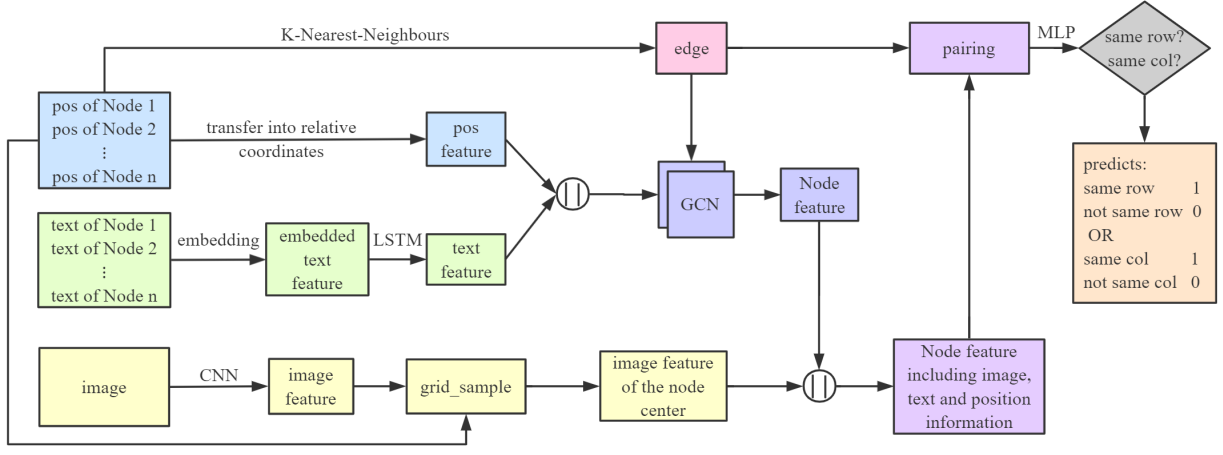 K-Nearest-Neighbours
edge
pairing
MLP
same row?
same col?
pos of Node 1
pos of Node 2
⋮
pos of Node n
transfer into relative
coordinates
pos
feature
||
GCN
Node
feature
text of Node 1
text of Node 2
⋮
text of Node n
embedding
embedded
text
feature
LSTM
text
feature
predicts:
same row 1
not same row 0
OR
same col 1
not same col 0
image
CNN
image
feature
grid_sample
image feature
of the node
center
||
Node feature
including image,
text and position
information